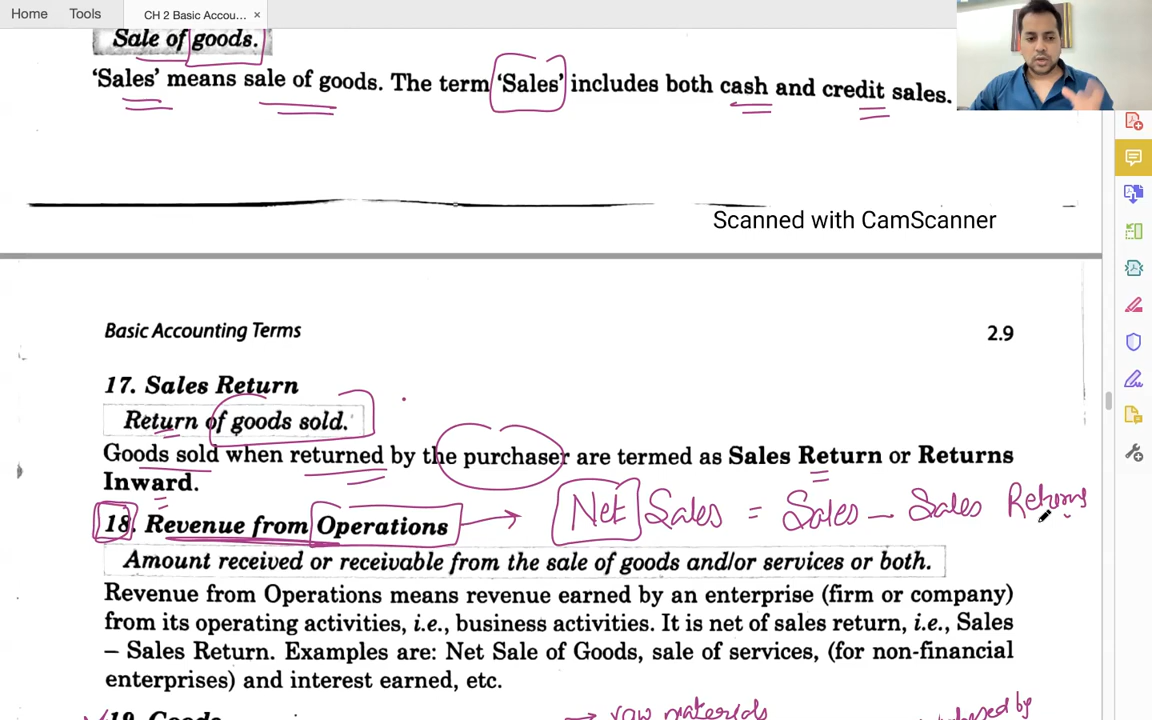 Home Tools CH 2 Basic Accou... ×
Sale of goods.
'Sales' means sale of goods. The term 'Sales' includes both cash and credit sales.
Scanned with CamScanner
Basic Accounting Terms 2.9
17. Sales Return
Return of goods sold.
Goods sold when returned by the purchaser are termed as Sales Return or Returns
Inward.
Net Sales = Sales - Sales Returns
18. Revenue from Operations
Amount received or receivable from the sale of goods and/or services or both.
Revenue from Operations means revenue earned by an enterprise (firm or company)
from its operating activities, i.e., business activities. It is net of sales return, i.e., Sales
– Sales Return. Examples are: Net Sale of Goods, sale of services, (for non-financial
enterprises) and interest earned, etc.
19. Goods
raw materials
by